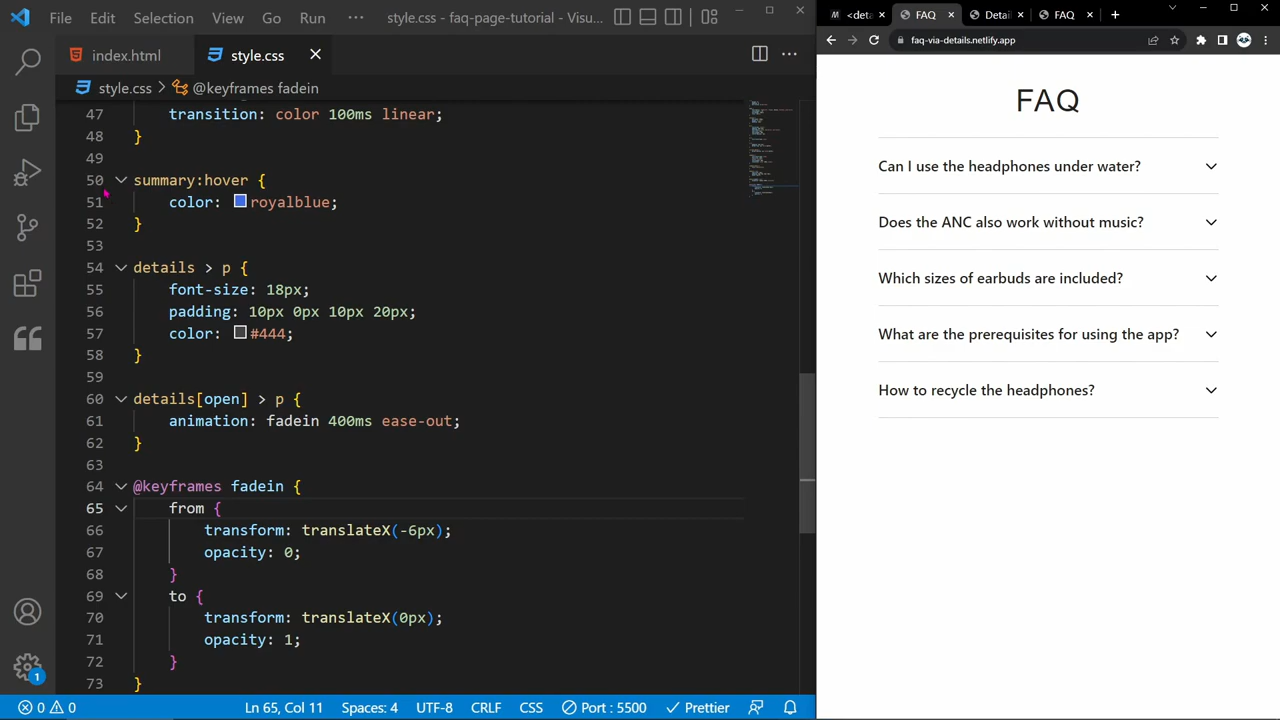 File Edit Selection View Go Run ··· style.css - faq-page-tutorial - Visu...
index.html style.css
style.css > @keyframes fadein
47 transition: color 100ms linear;
48 }
49
50 summary:hover {
51 color: royalblue;
52 }
53
54 details > p {
55 font-size: 18px;
56 padding: 10px 0px 10px 20px;
57 color: #444;
58 }
59
60 details[open] > p {
61 animation: fadein 400ms ease-out;
62 }
63
64 @keyframes fadein {
65 from {
66 transform: translateX(-6px);
67 opacity: 0;
68 }
69 to {
70 transform: translateX(0px);
71 opacity: 1;
72 }
73 }
1
0 0 Ln 65, Col 11 Spaces: 4 UTF-8 CRLF CSS Port : 5500 Prettier
<deta FAQ Detail FAQ
faq-via-details.netlify.app
FAQ
Can I use the headphones under water?
Does the ANC also work without music?
Which sizes of earbuds are included?
What are the prerequisites for using the app?
How to recycle the headphones?